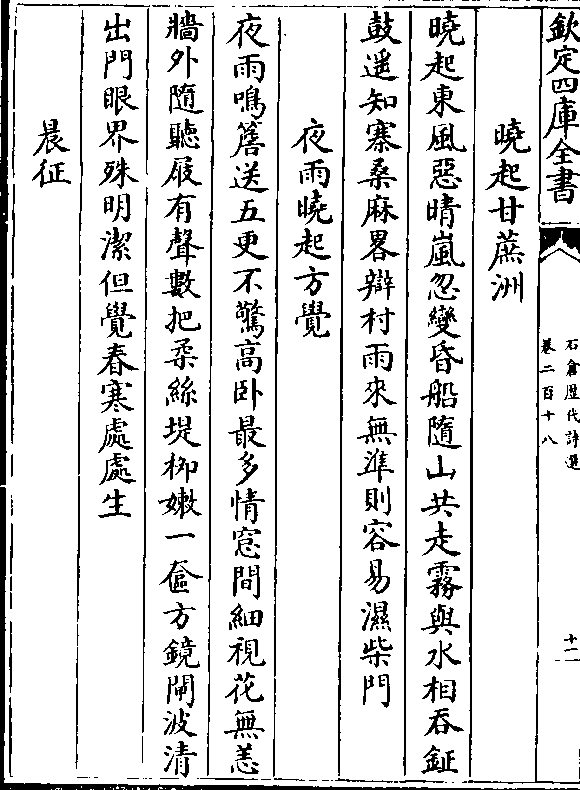 欽定四庫全書
石倉歴代詩選
卷二百十八
十一
曉起甘蔗洲
曉起東風惡晴嵐忽變昏船隨山共走霧與水相吞鉦
鼓遥知寨桑麻畧辯村雨來無準則容易濕柴門
夜雨曉起方覺
夜雨鳴簷送五更不驚高卧最多情窓間細視花無恙
牆外隨聽屐有聲數把柔絲堤柳嫩一奩方鏡閘波清
出門眼界殊明潔但覺春寒處處生
晨征